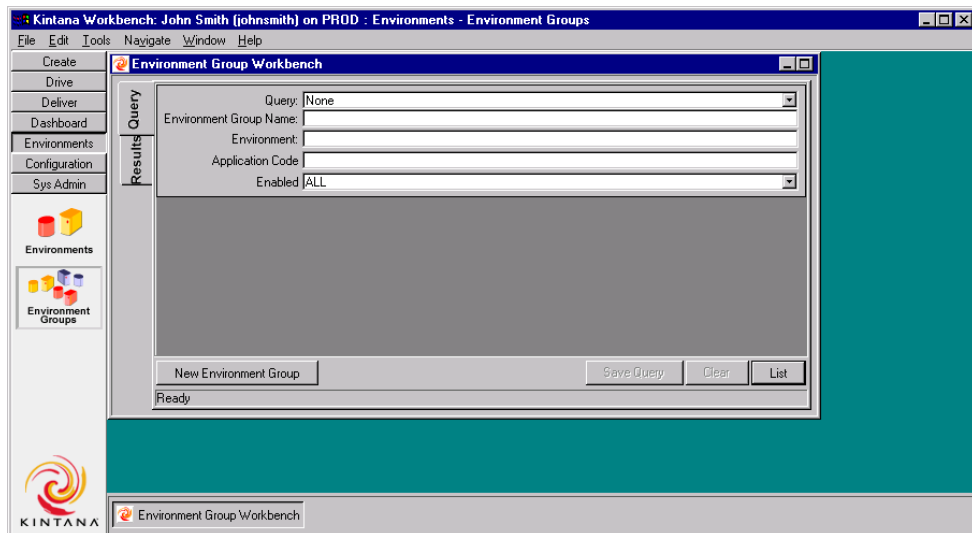 Kintana Workbench: John Smith (johnsmith) on PROD : Environments - Environment Groups
File Edit Tools Navigate Window Help
Create
Drive
Deliver
Dashboard
Environments
Configuration
Sys Admin
Environments
Environment
Groups
KINTANA
Environment Group Workbench
Query
Results
Query: None
Environment Group Name:
Environment:
Application Code
Enabled ALL
New Environment Group Save Query Clear List
Ready
Environment Group Workbench